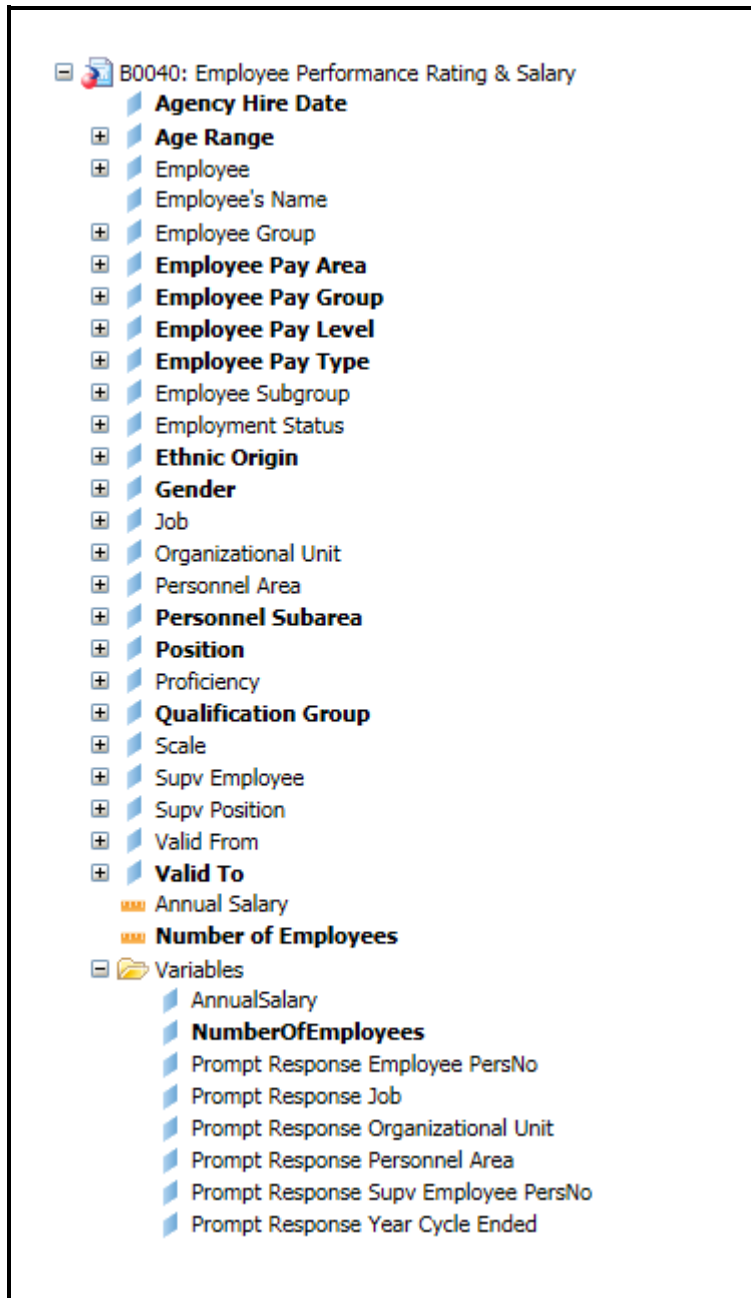 B0040: Employee Performance Rating & Salary
Agency Hire Date
Age Range
Employee
Employee's Name
Employee Group
Employee Pay Area
Employee Pay Group
Employee Pay Level
Employee Pay Type
Employee Subgroup
Employment Status
Ethnic Origin
Gender
Job
Organizational Unit
Personnel Area
Personnel Subarea
Position
Proficiency
Qualification Group
Scale
Supv Employee
Supv Position
Valid From
Valid To
Annual Salary
Number of Employees
Variables
AnnualSalary
NumberOfEmployees
Prompt Response Employee PersNo
Prompt Response Job
Prompt Response Organizational Unit
Prompt Response Personnel Area
Prompt Response Supv Employee PersNo
Prompt Response Year Cycle Ended